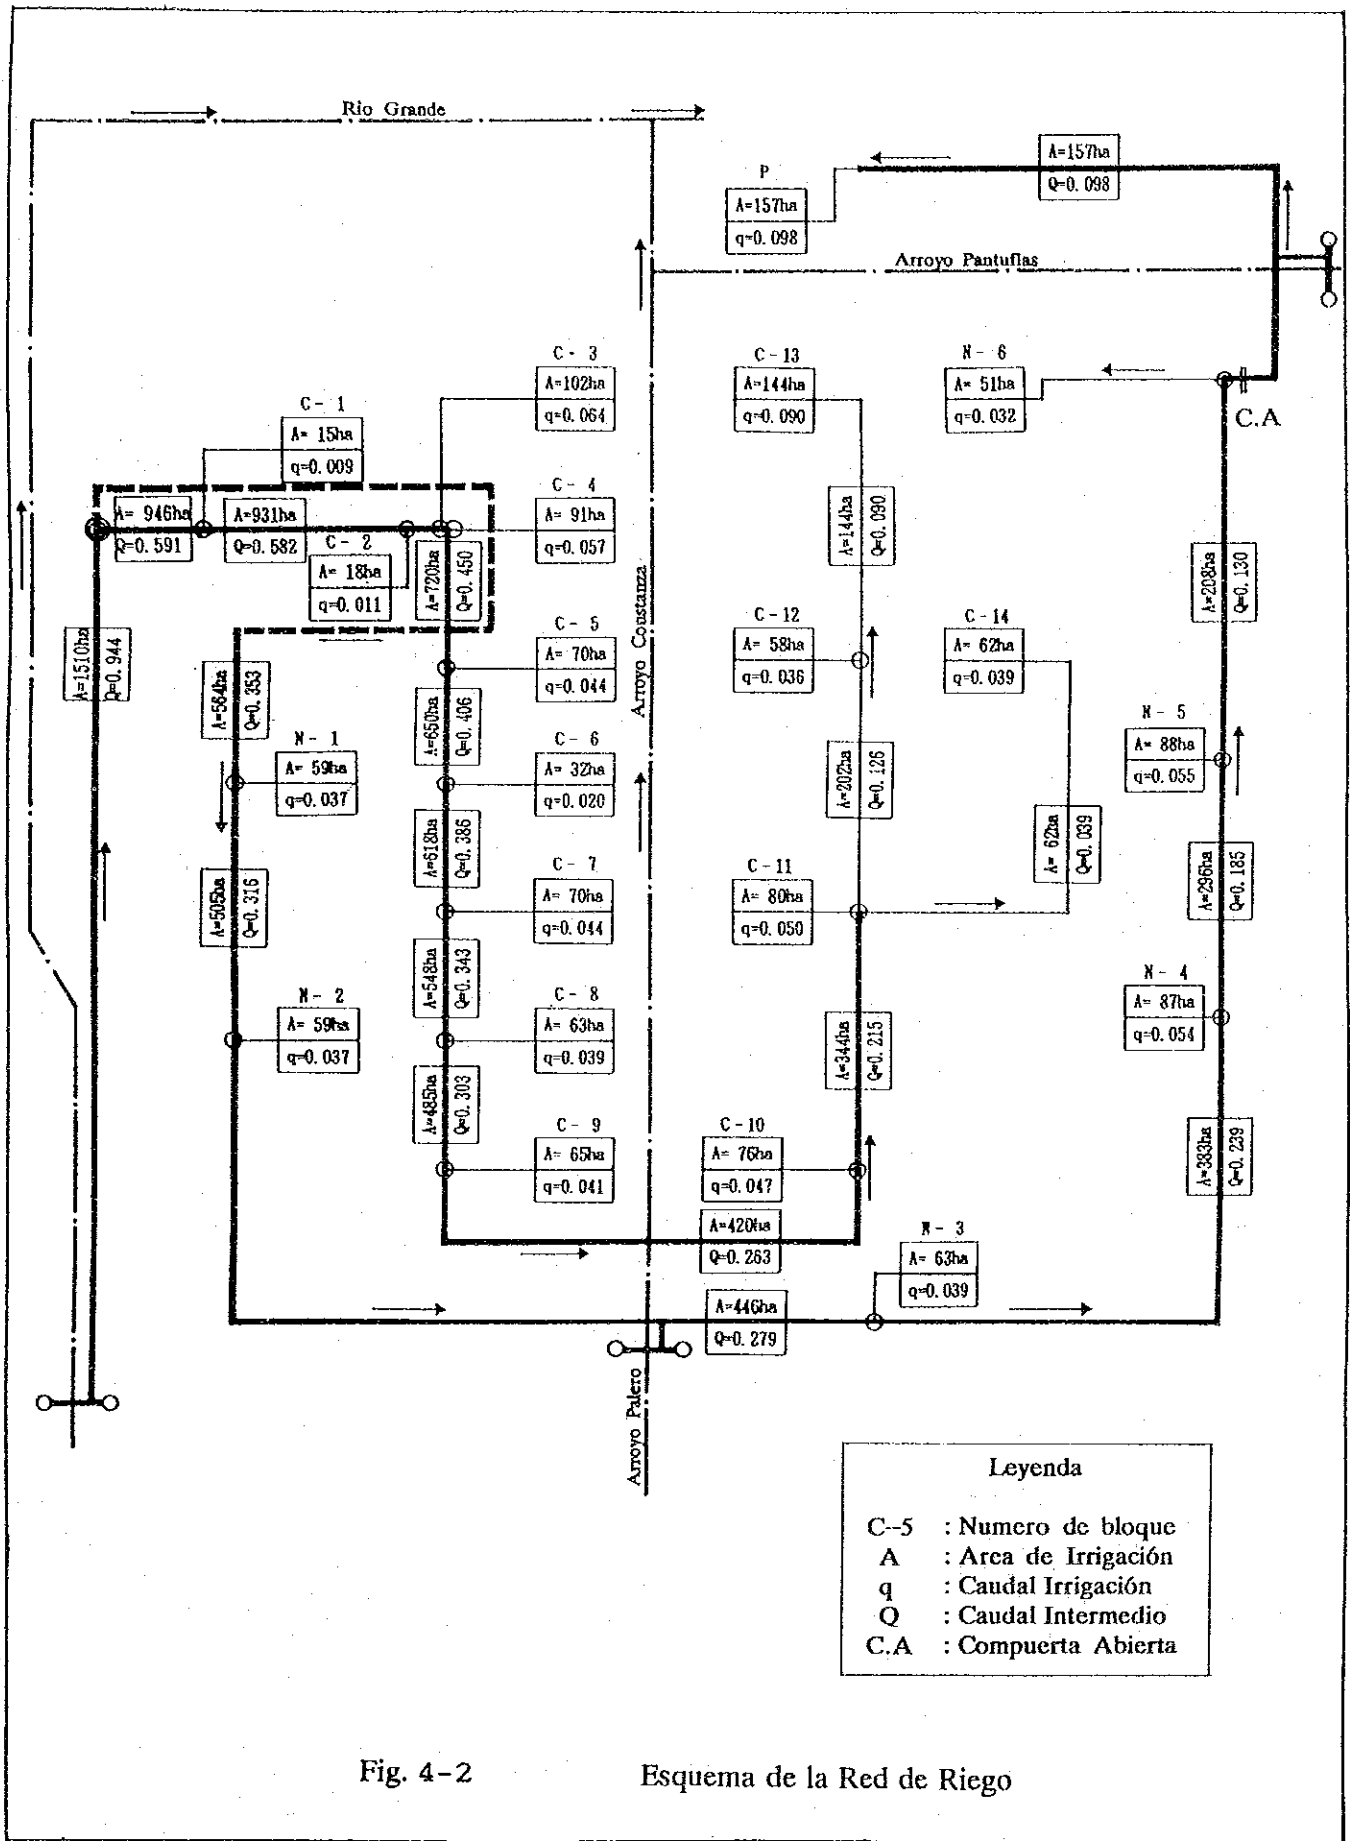 Rio Grande
A=157ha
Q=0.098
P
A=157ha
q=0.098
Arroyo Pantuflas
C - 3
A=102ha
q=0.064
C - 13
A=144ha
q=0.090
N - 6
A= 51ha
q=0.032
C.A
C - 1
A= 15ha
q=0.009
C - 4
A= 91ha
q=0.057
A= 946ha
Q=0.591
A=931ha
Q=0.582
C - 2
A= 18ha
q=0.011
A=720ha
Q=0.450
A=144ha
Q=0.090
A=208ha
Q=0.130
Arroyo Constanza
C - 5
A= 70ha
q=0.044
C - 12
A= 58ha
q=0.036
C - 14
A= 62ha
q=0.039
A=1510ha
Q=0.944
A=564ha
Q=0.353
A=650ha
Q=0.406
N - 1
A= 59ha
q=0.037
C - 6
A= 32ha
q=0.020
A=202ha
Q=0.126
N - 5
A= 88ha
q=0.055
A=618ha
Q=0.386
A= 62ha
Q=0.039
A=505ha
Q=0.316
C - 7
A= 70ha
q=0.044
C - 11
A= 80ha
q=0.050
A=296ha
Q=0.185
A=548ha
Q=0.343
N - 2
A= 59ha
q=0.037
C - 8
A= 63ha
q=0.039
A=344ha
Q=0.215
N - 4
A= 87ha
q=0.054
A=485ha
Q=0.303
C - 9
A= 65ha
q=0.041
C - 10
A= 76ha
q=0.047
A=383ha
Q=0.239
A=420ha
Q=0.263
N - 3
A= 63ha
q=0.039
A=446ha
Q=0.279
Arroyo Palero
Leyenda
C--5 : Numero de bloque
A : Area de Irrigación
q : Caudal Irrigación
Q : Caudal Intermedio
C.A : Compuerta Abierta
Fig. 4-2 Esquema de la Red de Riego